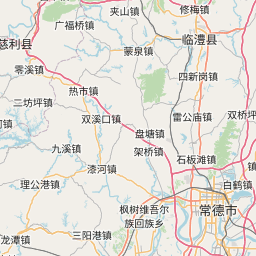 夹山镇
修梅镇
广福桥镇
临澧县
慈利县
蒙泉镇
零溪镇
四新岗镇
热市镇
三坊坪镇
双溪口镇
雷公庙镇
双桥坪
盘塘镇
九溪镇
架桥镇
石板滩镇
漆河镇
理公港镇
白鹤镇
枫树维吾尔
族回族乡
常德市
龙潭镇
三阳港镇